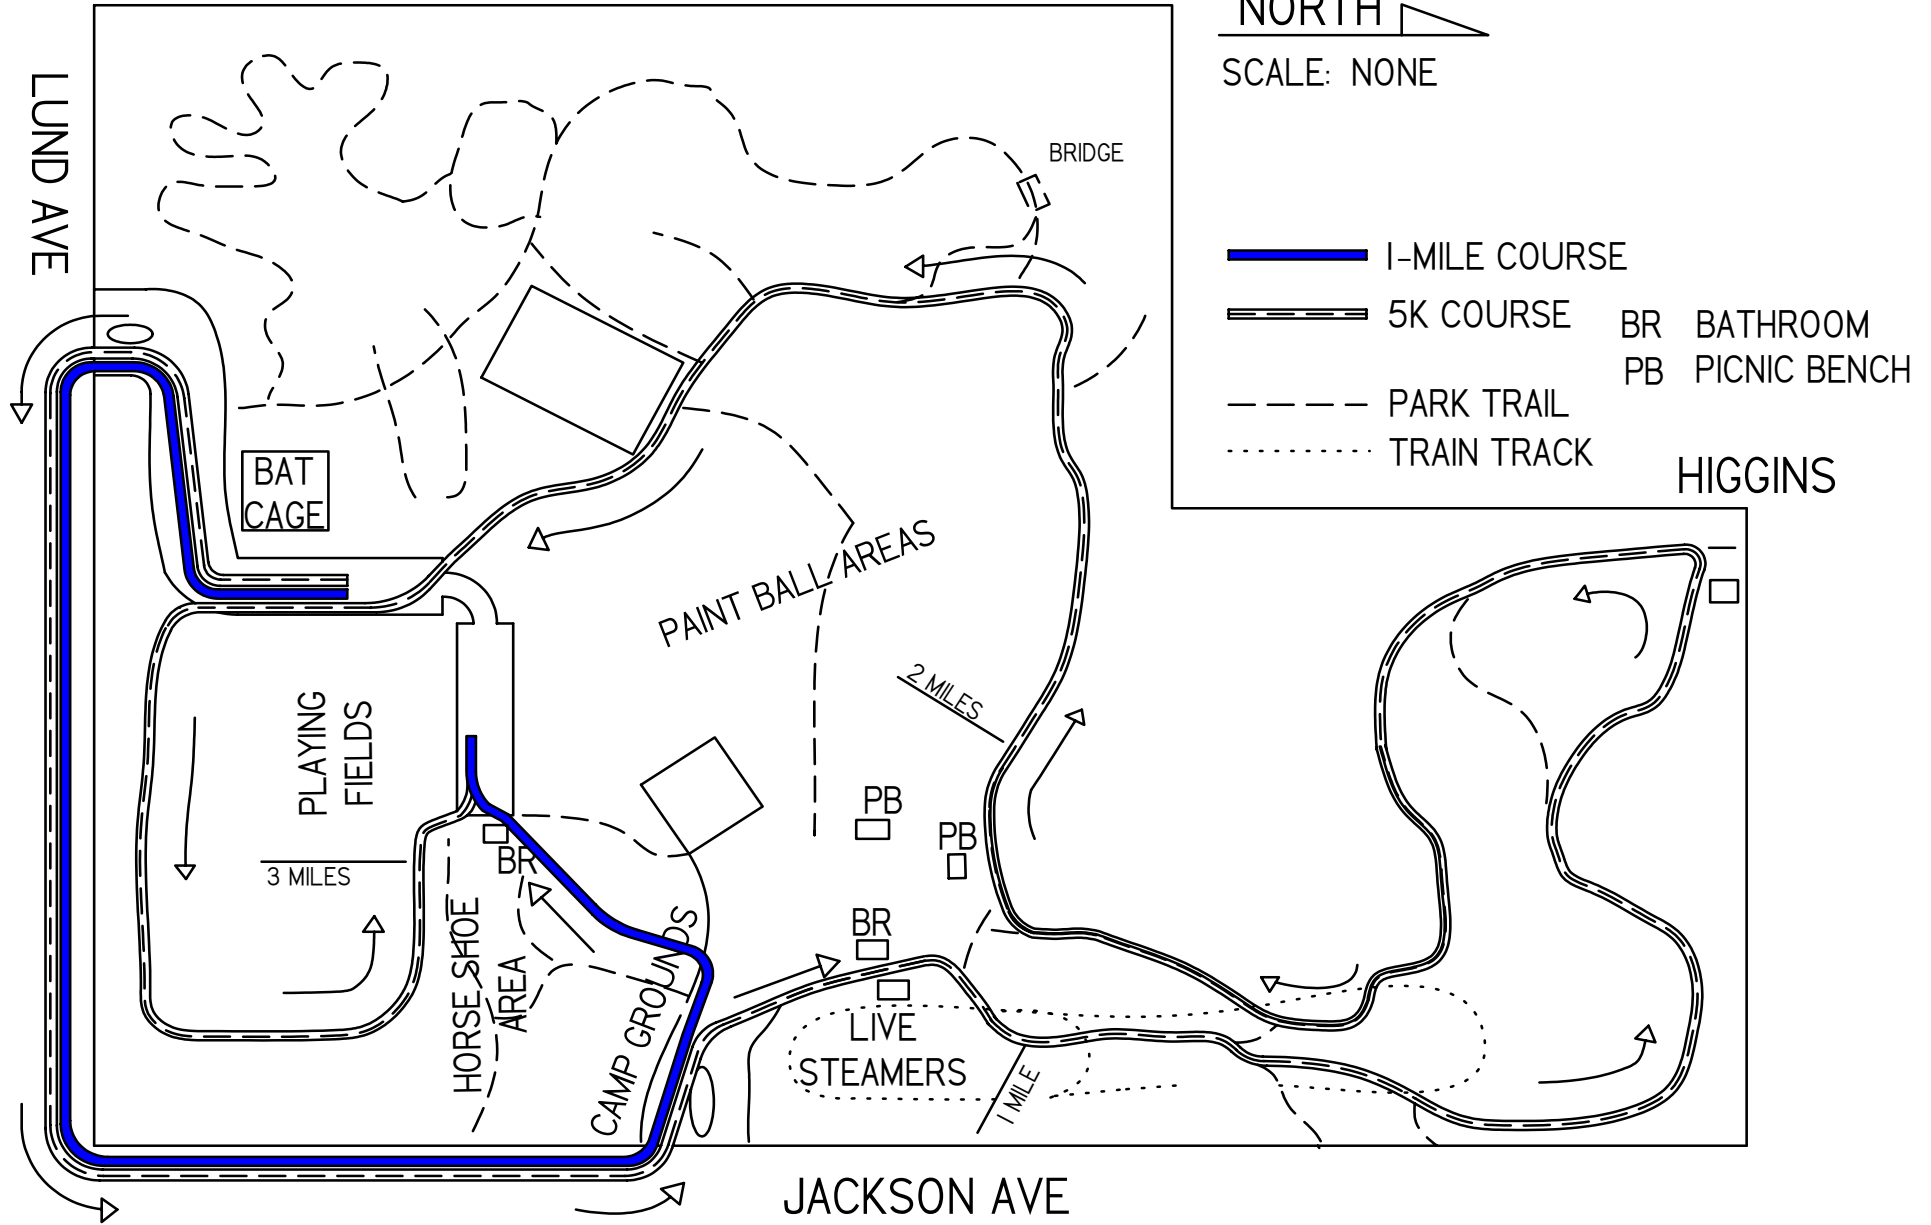 NORTH
SCALE: NONE
LUND AVE
BRIDGE
1-MILE COURSE
5K COURSE
BR BATHROOM
PB PICNIC BENCH
PARK TRAIL
TRAIN TRACK
HIGGINS
BAT
CAGE
PAINT BALL AREAS
2 MILES
PLAYING
FIELDS
PB
PB
BR
3 MILES
HORSE SHOE
AREA
CAMP GROUNDS
BR
LIVE
STEAMERS
1 MILE
JACKSON AVE